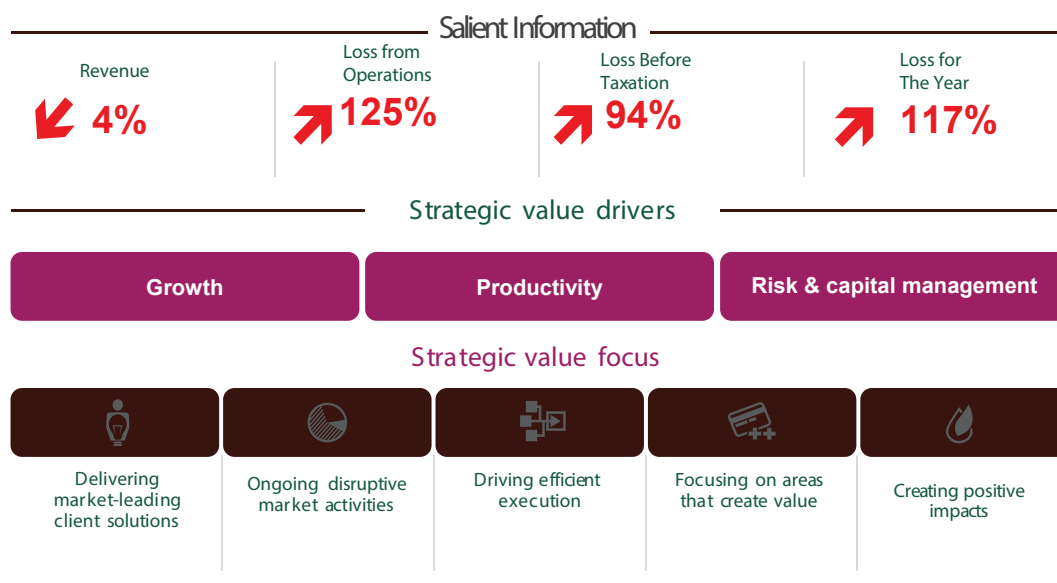 Salient Information
Revenue
4%
Loss from
Operations
125%
Loss Before
Taxation
94%
Loss for
The Year
117%
Strategic value drivers
Growth
Productivity
Risk & capital management
Strategic value focus
Delivering
market-leading
client solutions
Ongoing disruptive
market activities
Driving efficient
execution
Focusing on areas
that create value
Creating positive
impacts